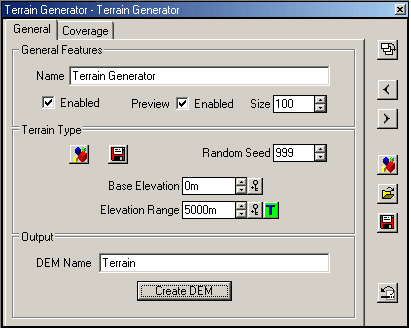 Terrain Generator - Terrain Generator
General Coverage
General Features
Name Terrain Generator
Enabled Preview Enabled Size 100
Terrain Type
Random Seed 999
Base Elevation 0m
Elevation Range 5000m T
Output
DEM Name Terrain
Create DEM